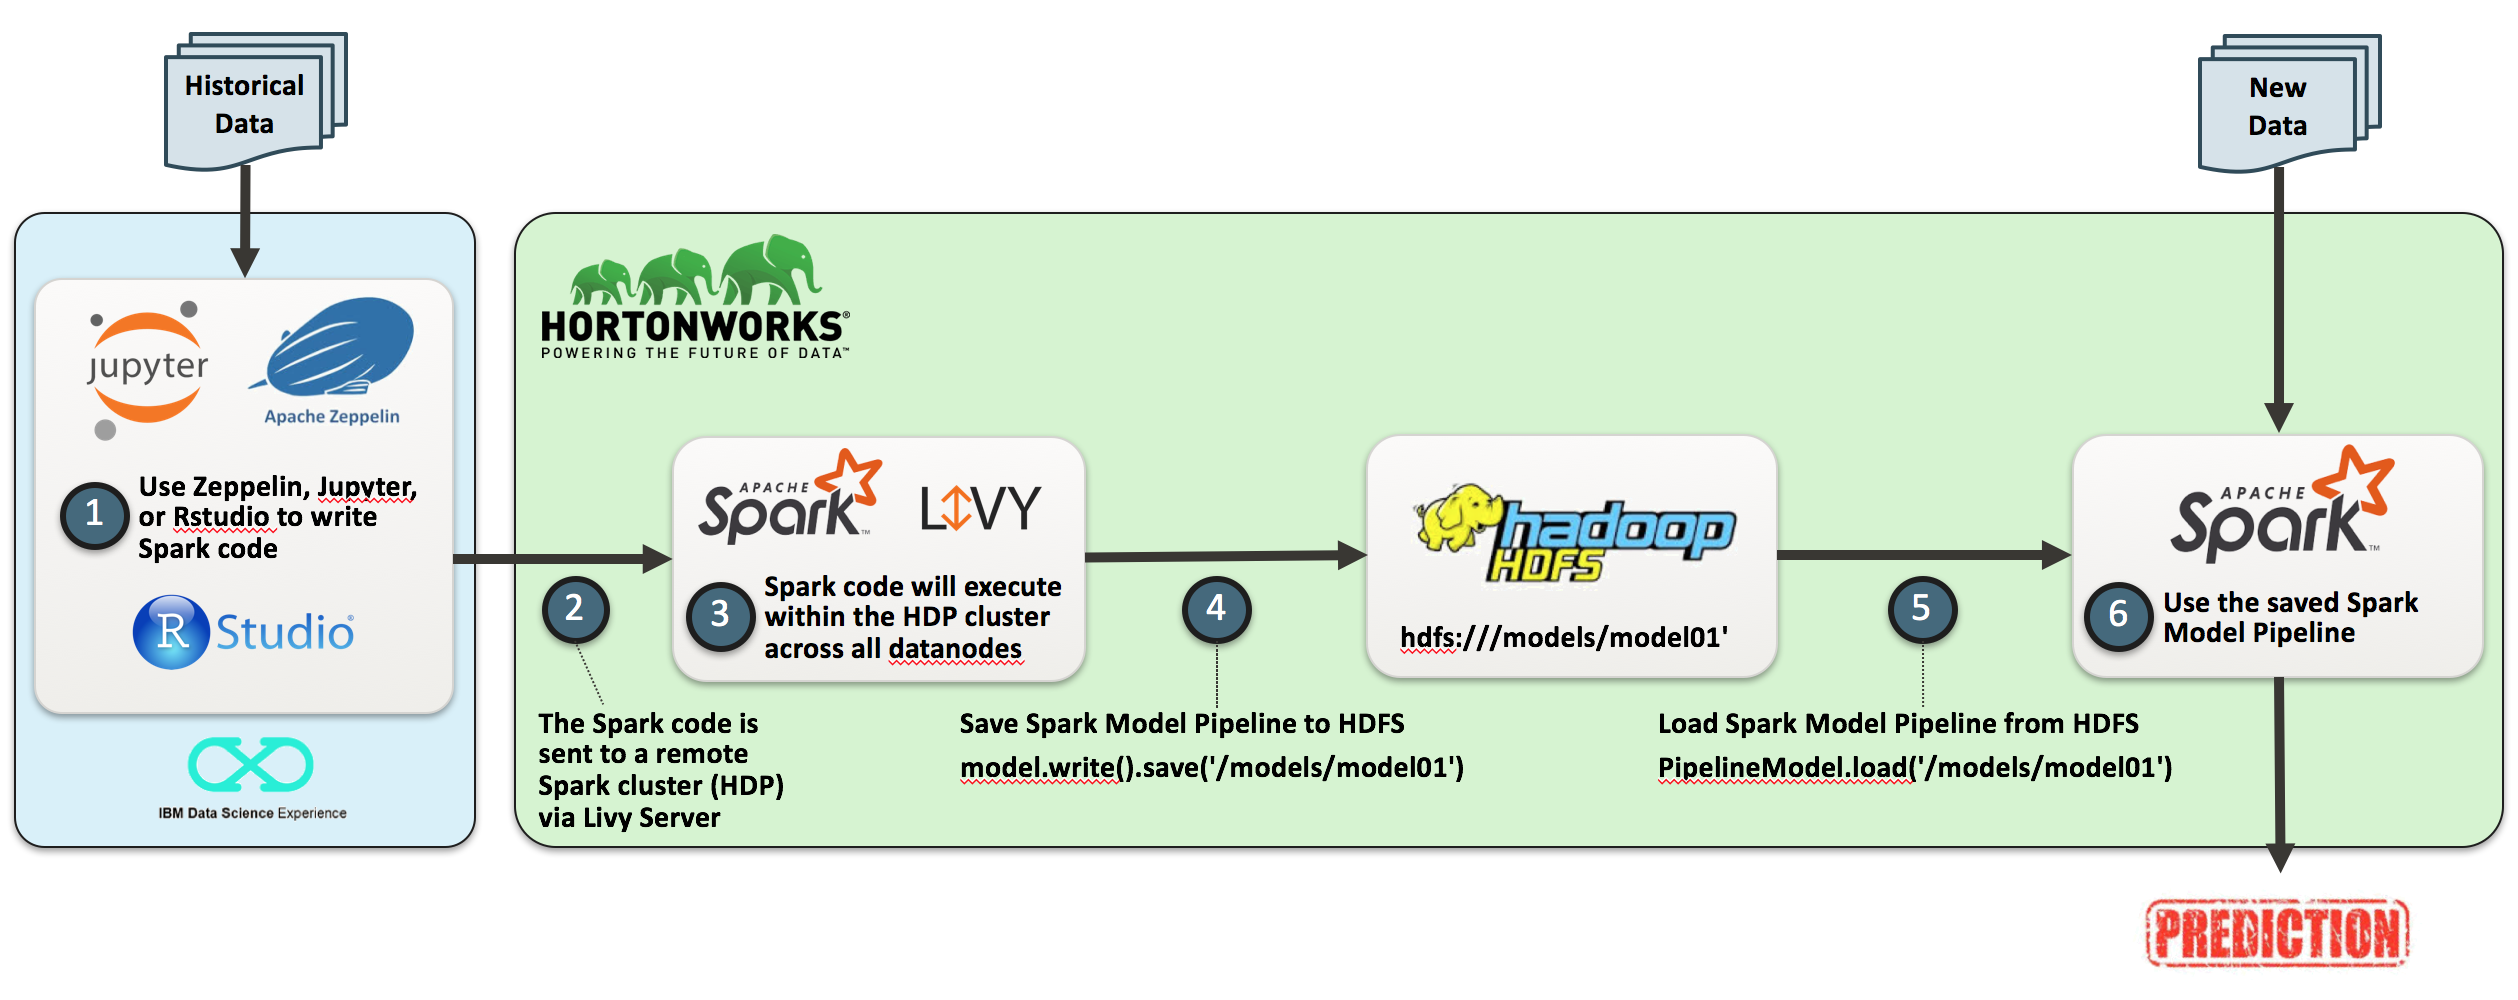 Historical
Data
New
Data
HORTONWORKS®
POWERING THE FUTURE OF DATA™
jupyter
Apache Zeppelin
1
Use Zeppelin, Jupyter,
or Rstudio to write
Spark code
R Studio®
IBM Data Science Experience
2
The Spark code is
sent to a remote
Spark cluster (HDP)
via Livy Server
APACHE
Spark™
LIVY
3
Spark code will execute
within the HDP cluster
across all datanodes
4
Save Spark Model Pipeline to HDFS
model.write().save('/models/model01')
hadoop
HDFS
hdfs:///models/model01'
5
Load Spark Model Pipeline from HDFS
PipelineModel.load('/models/model01')
APACHE
Spark™
6
Use the saved Spark
Model Pipeline
PREDICTION